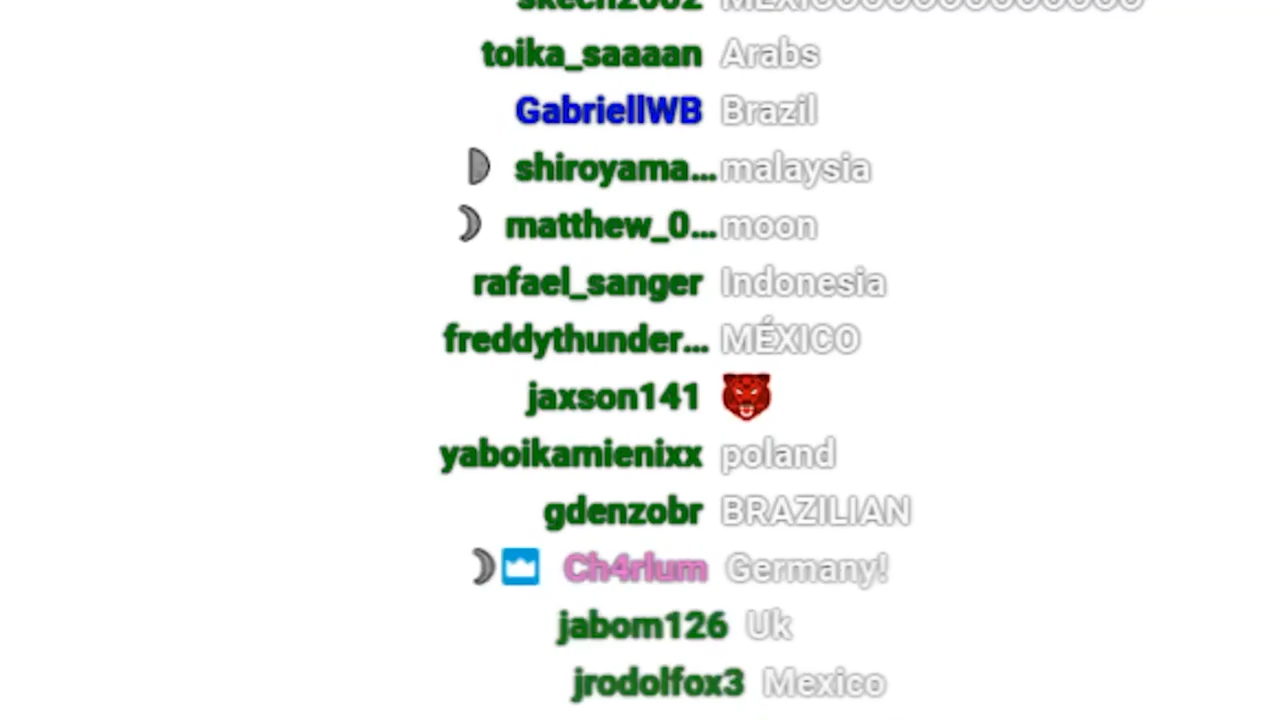 toika_saaaan Arabs
GabriellWB Brazil
shiroyama... malaysia
matthew_0... moon
rafael_sanger Indonesia
freddythunder... MÉXICO
jaxson141
yaboikamienixx poland
gdenzobr BRAZILIAN
Ch4rlum Germany!
jabom126 Uk
jrodolfox3 Mexico